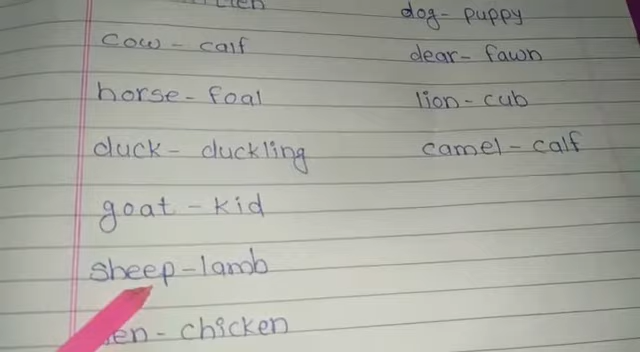 cow - calf
horse - foal
duck - duckling
goat - kid
sheep - lamb
- chicken
dog - puppy
dear - fawn
lion - cub
camel - calf